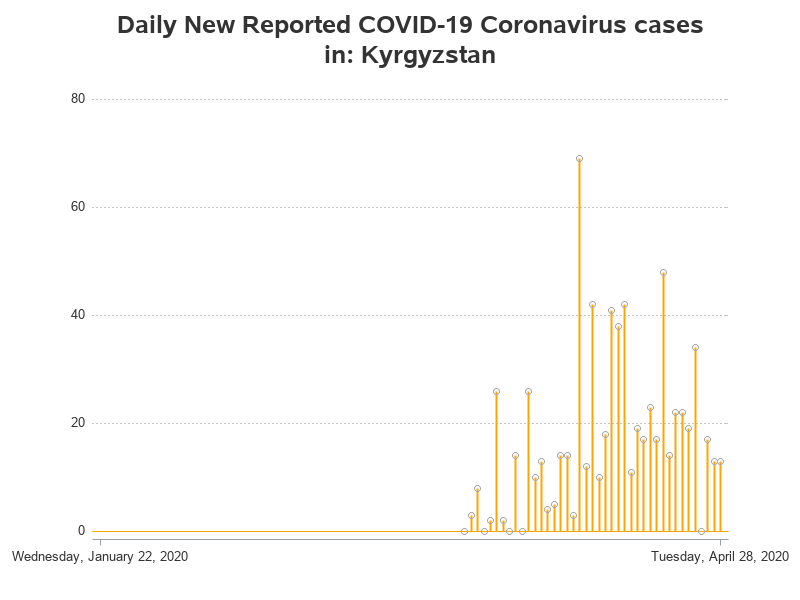 Daily New Reported COVID-19 Coronavirus cases
in: Kyrgyzstan
80
60
40
20
0
Wednesday, January 22, 2020
Tuesday, April 28, 2020